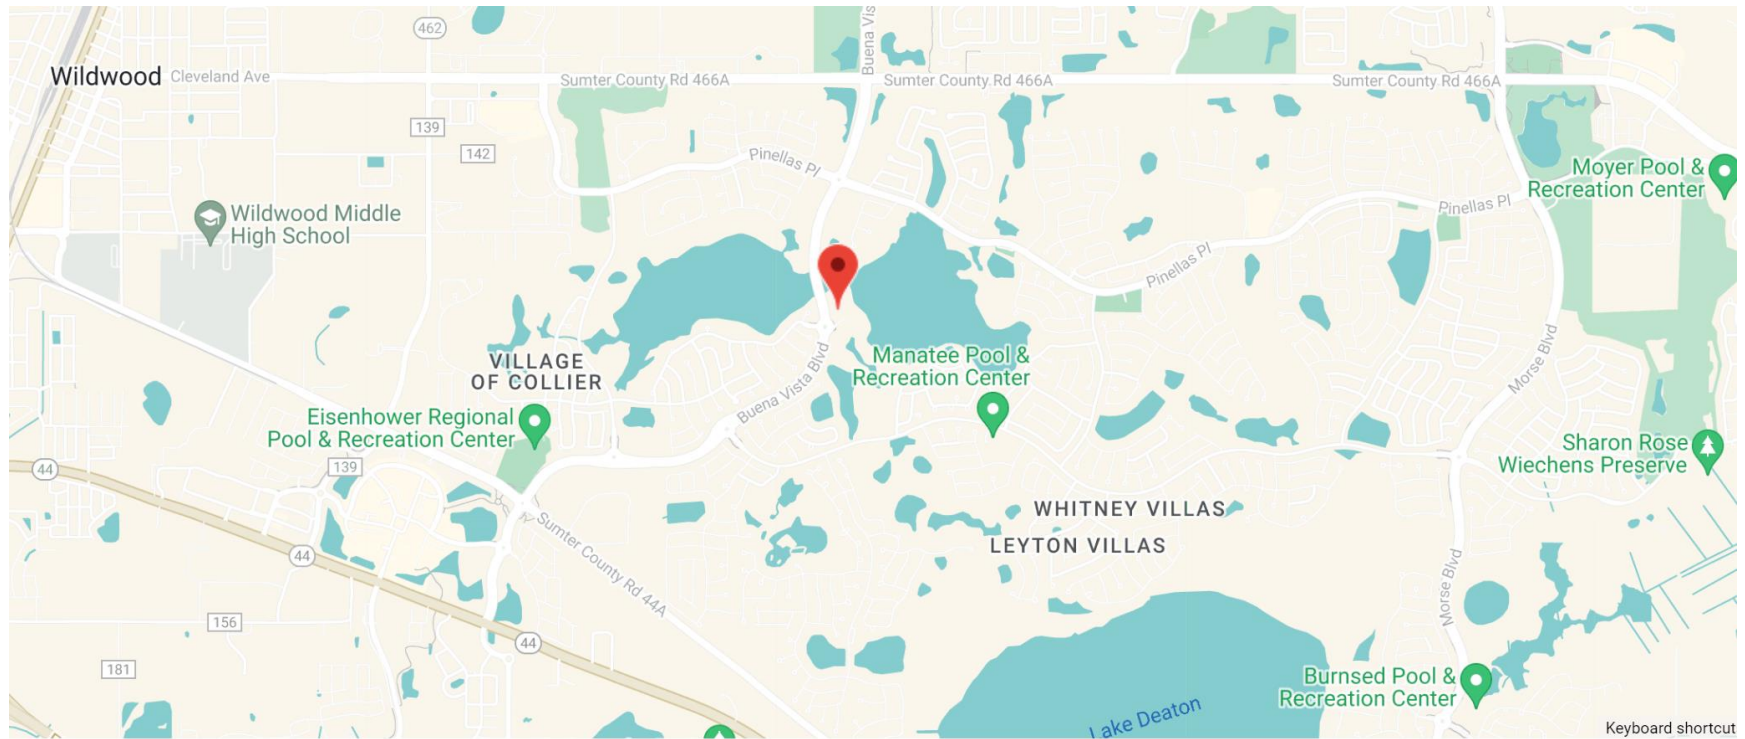 462
Buena Vis
Wildwood
Cleveland Ave
Sumter County Rd 466A
Sumter County Rd 466A
Sumter County Rd 466A
139
142
Pinellas Pl
Moyer Pool &
Recreation Center
Wildwood Middle
High School
Pinellas Pl
Pinellas Pl
VILLAGE
OF COLLIER
Manatee Pool &
Recreation Center
Buena Vista Blvd
Morse Blvd
Eisenhower Regional
Pool & Recreation Center
Sharon Rose
Wiechens Preserve
44
139
WHITNEY VILLAS
LEYTON VILLAS
44
Sumter County Rd 44A
Morse Blvd
156
44
181
Burnsed Pool &
Recreation Center
Lake Deaton
Keyboard shortcut